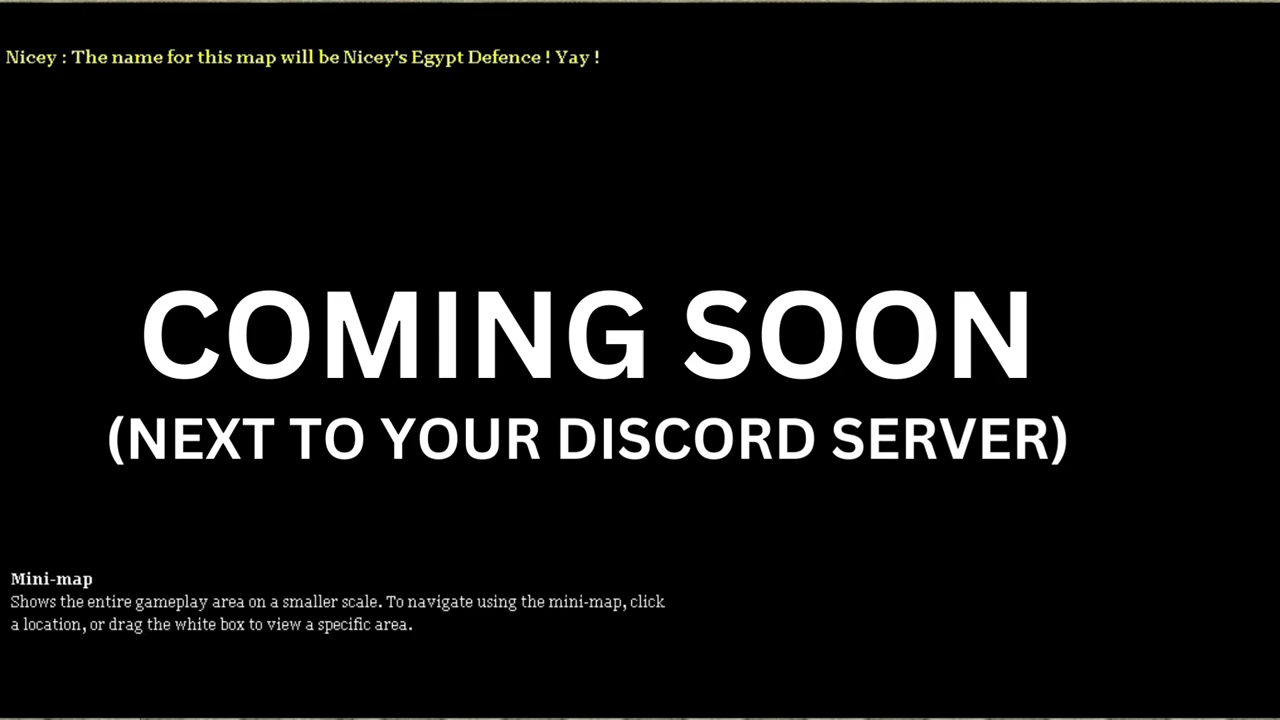 Nicey : The name for this map will be Nicey's Egypt Defence ! Yay !
COMING SOON
(NEXT TO YOUR DISCORD SERVER)
Mini-map
Shows the entire gameplay area on a smaller scale. To navigate using the mini-map, click
a location, or drag the white box to view a specific area.